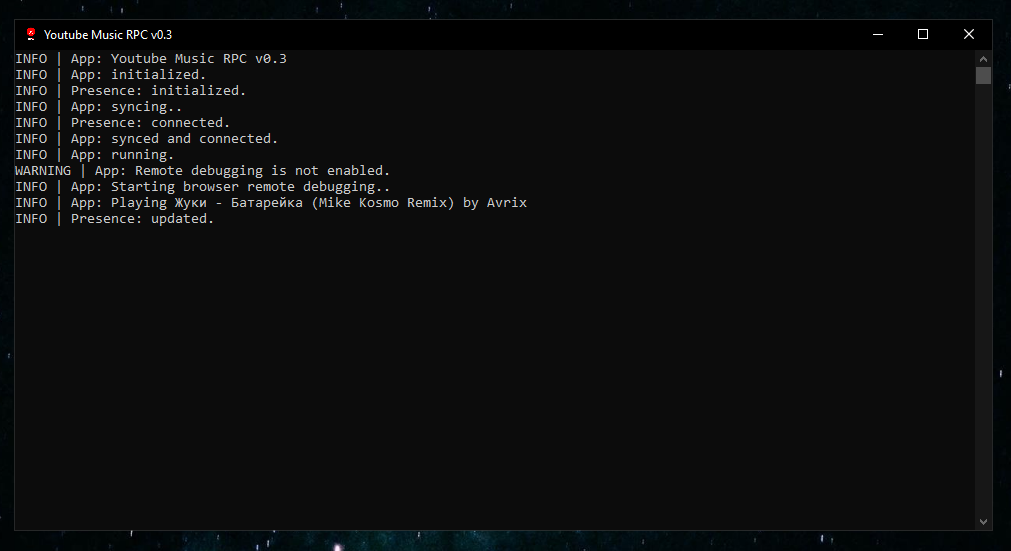 Youtube Music RPC v0.3
INFO | App: Youtube Music RPC v0.3
INFO | App: initialized.
INFO | Presence: initialized.
INFO | App: syncing..
INFO | Presence: connected.
INFO | App: synced and connected.
INFO | App: running.
WARNING | App: Remote debugging is not enabled.
INFO | App: Starting browser remote debugging..
INFO | App: Playing Жуки - Батарейка (Mike Kosmo Remix) by Avrix
INFO | Presence: updated.